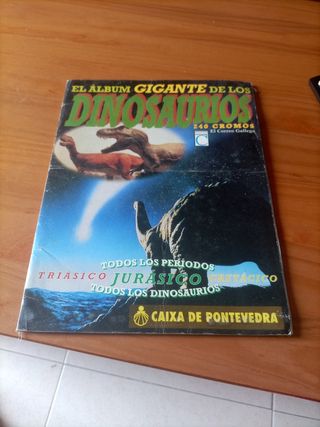 EL ÁLBUM GIGANTE DE LOS
DINOSAURIOS
240 CROMOS
El Correo Gallego
TODOS LOS PERÍODOS
TRIÁSICO JURÁSICO CRETÁCICO
TODOS LOS DINOSAURIOS
CAIXA DE PONTEVEDRA